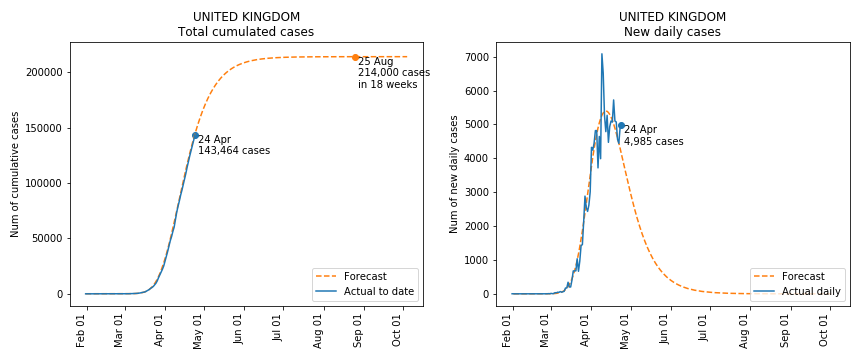 UNITED KINGDOM
Total cumulated cases
Num of cumulative cases
200000
150000
100000
50000
0
25 Aug
214,000 cases
in 18 weeks
24 Apr
143,464 cases
Forecast
Actual to date
Feb 01
Mar 01
Apr 01
May 01
Jun 01
Jul 01
Aug 01
Sep 01
Oct 01
UNITED KINGDOM
New daily cases
Num of new daily cases
7000
6000
5000
4000
3000
2000
1000
0
24 Apr
4,985 cases
Forecast
Actual daily
Feb 01
Mar 01
Apr 01
May 01
Jun 01
Jul 01
Aug 01
Sep 01
Oct 01